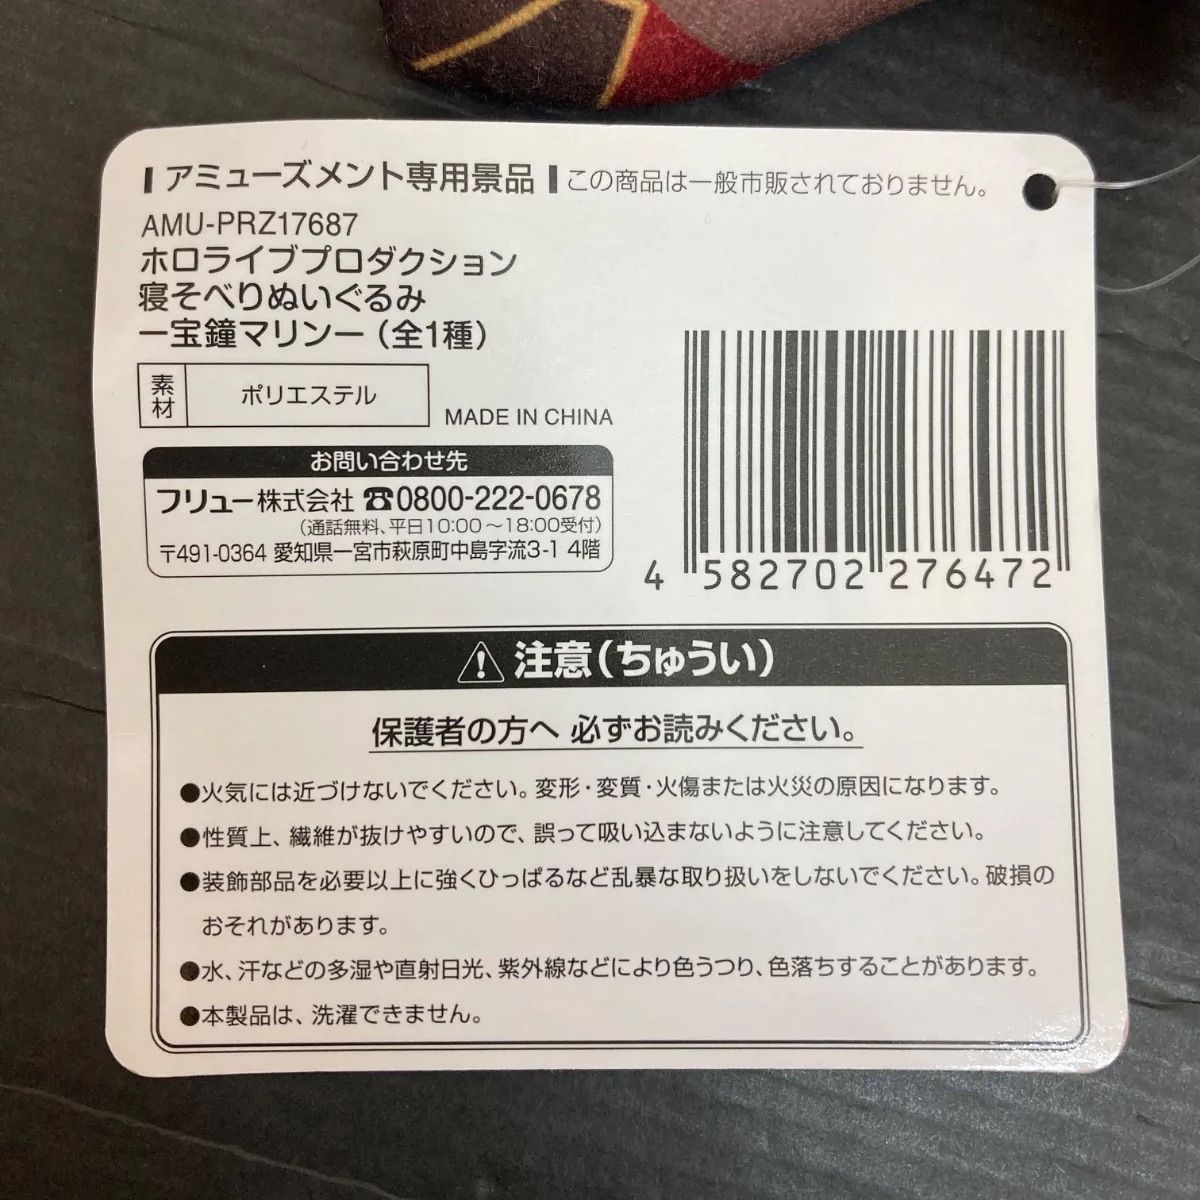 アミューズメント専用景品 この商品は一般市販されておりません。
AMU-PRZ17687
ホロライブプロダクション
寝そべりぬいぐるみ
ー宝鐘マリンー(全1種)
素材 ポリエステル
MADE IN CHINA
お問い合わせ先
フリュー株式会社 ☎0800-222-0678
(通話無料、平日10:00～18:00受付)
〒491-0364 愛知県一宮市萩原町中島字流3-1 4階
4 582702 276472
⚠注意(ちゅうい)
保護者の方へ 必ずお読みください。
●火気には近づけないでください。変形・変質・火傷または火災の原因になります。
●性質上、繊維が抜けやすいので、誤って吸い込まないように注意してください。
●装飾部品を必要以上に強くひっぱるなど乱暴な取り扱いをしないでください。破損の
おそれがあります。
●水、汗などの多湿や直射日光、紫外線などにより色うつり、色落ちすることがあります。
●本製品は、洗濯できません。